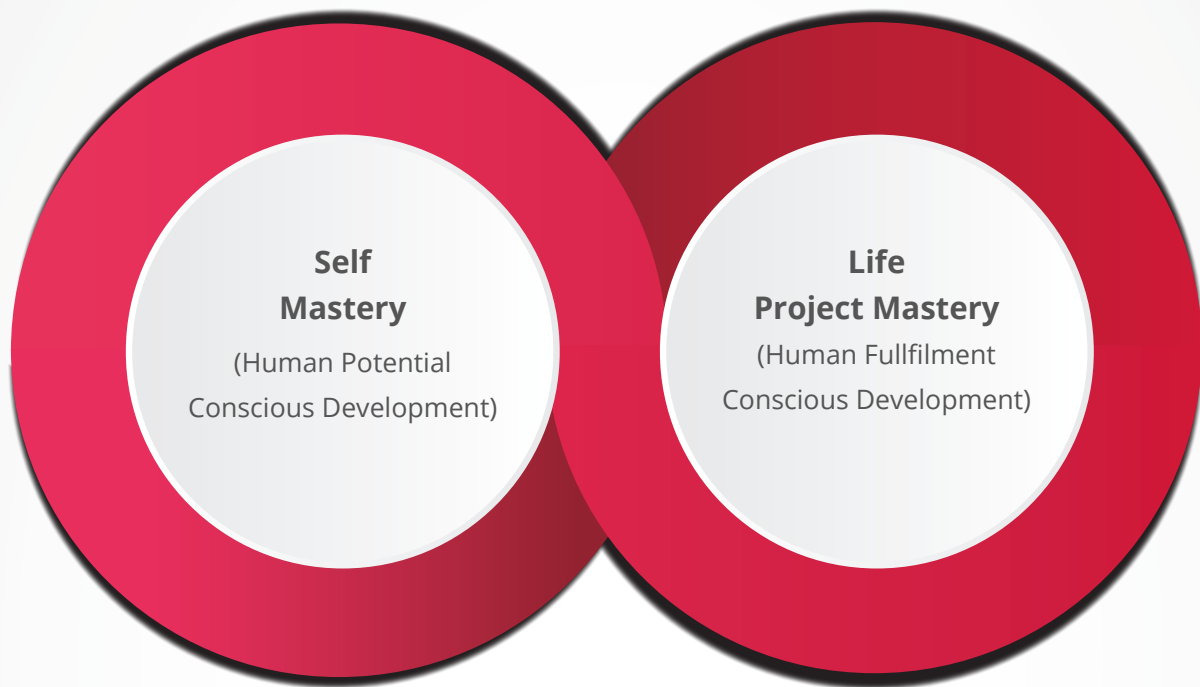 Self
Mastery
(Human Potential
Conscious Development)
Life
Project Mastery
(Human Fullfilment
Conscious Development)